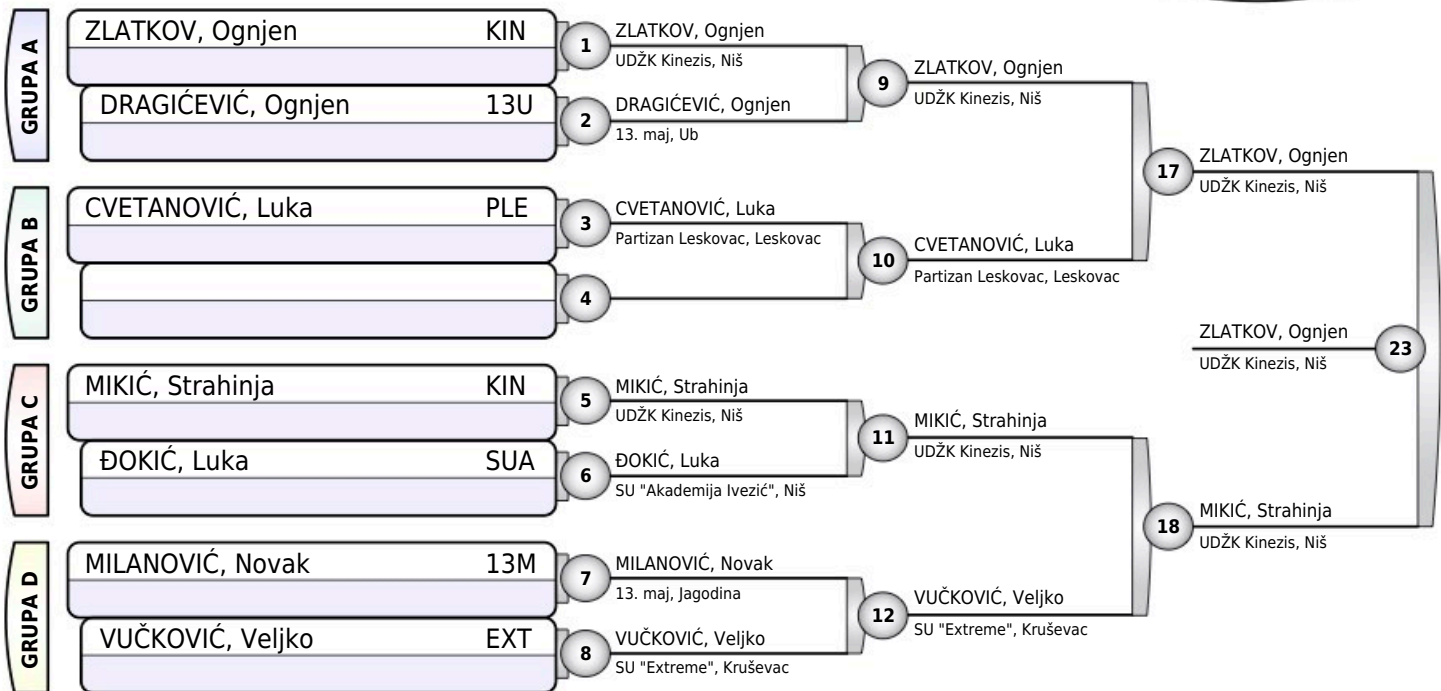 GRUPA A
ZLATKOV, Ognjen KIN
DRAGIĆEVIĆ, Ognjen 13U
GRUPA B
CVETANOVIĆ, Luka PLE
GRUPA C
MIKIĆ, Strahinja KIN
ĐOKIĆ, Luka SUA
GRUPA D
MILANOVIĆ, Novak 13M
VUČKOVIĆ, Veljko EXT
1
ZLATKOV, Ognjen
UDŽK Kinezis, Niš
2
DRAGIĆEVIĆ, Ognjen
13. maj, Ub
3
CVETANOVIĆ, Luka
Partizan Leskovac, Leskovac
4
5
MIKIĆ, Strahinja
UDŽK Kinezis, Niš
6
ĐOKIĆ, Luka
SU "Akademija Ivezić", Niš
7
MILANOVIĆ, Novak
13. maj, Jagodina
8
VUČKOVIĆ, Veljko
SU "Extreme", Kruševac
9
ZLATKOV, Ognjen
UDŽK Kinezis, Niš
10
CVETANOVIĆ, Luka
Partizan Leskovac, Leskovac
11
MIKIĆ, Strahinja
UDŽK Kinezis, Niš
12
VUČKOVIĆ, Veljko
SU "Extreme", Kruševac
17
ZLATKOV, Ognjen
UDŽK Kinezis, Niš
18
MIKIĆ, Strahinja
UDŽK Kinezis, Niš
ZLATKOV, Ognjen
UDŽK Kinezis, Niš
23